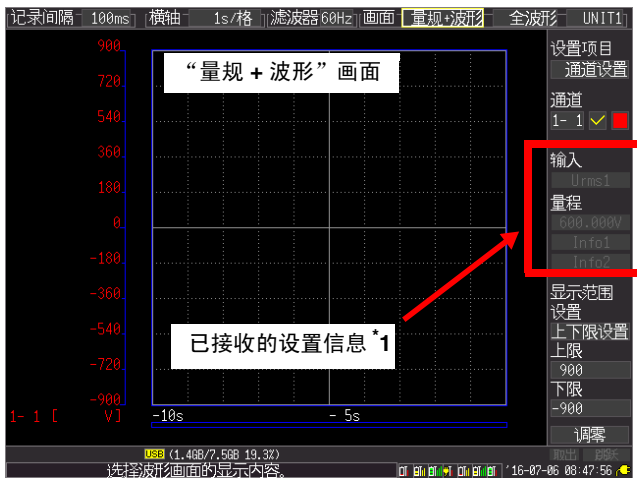 记录间隔 100ms 横轴 1s/格 滤波器 60Hz 画面 量规+波形 全波形 UNIT1
900
720
540
360
180
0
-180
-360
-540
-720
-900
1- 1 [ V]
-10s - 5s
“量规 + 波形”画面
已接收的设置信息 *1
设置项目
通道设置
通道
1- 1
输入
Urms1
量程
600.000V
Info1
Info2
显示范围
设置
上下限设置
上限
900
下限
-900
调零
USB (1.4GB/7.5GB 19.3%)
取出
选择波形画面的显示内容。
'16-07-06 08:47:56